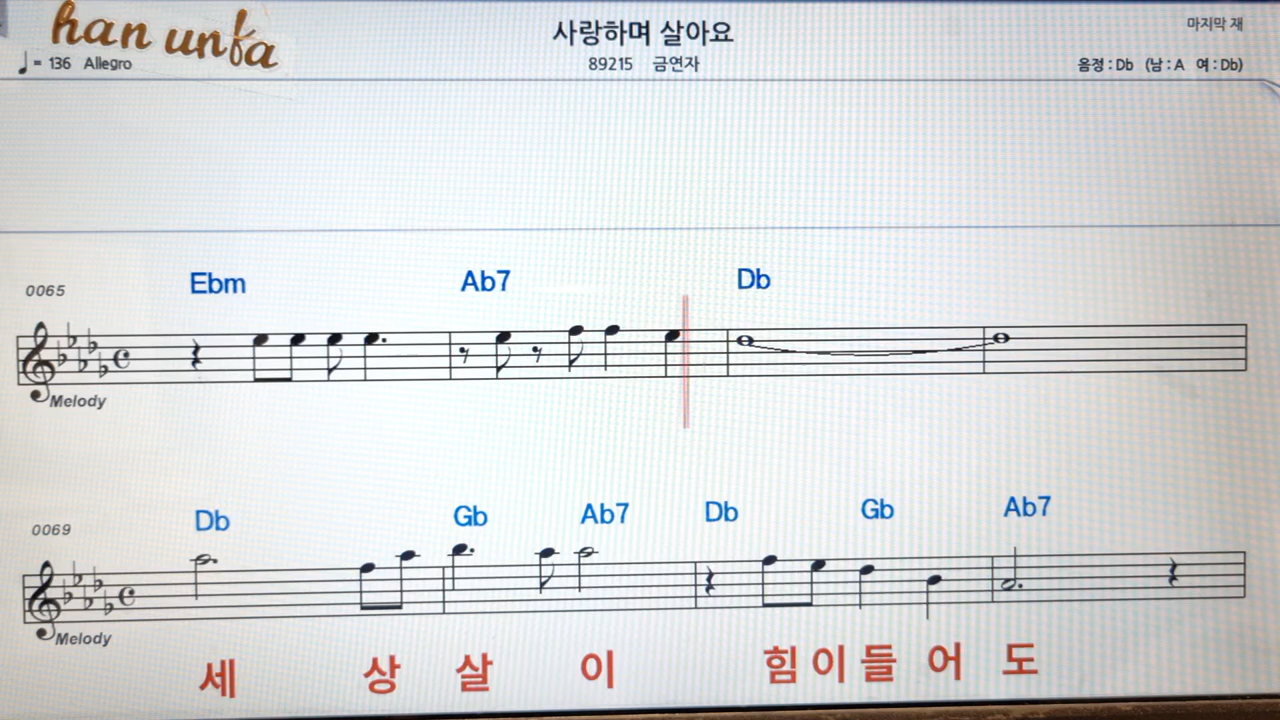 han unfa
사랑하며 살아요
마지막 재
♩= 136 Allegro
89215 금연자
음정 : Db (남 : A 여 : Db)
Ebm Ab7 Db
0065
Melody
Db Gb Ab7 Db Gb Ab7
0069
Melody
세 상 살 이 힘 이 들 어 도